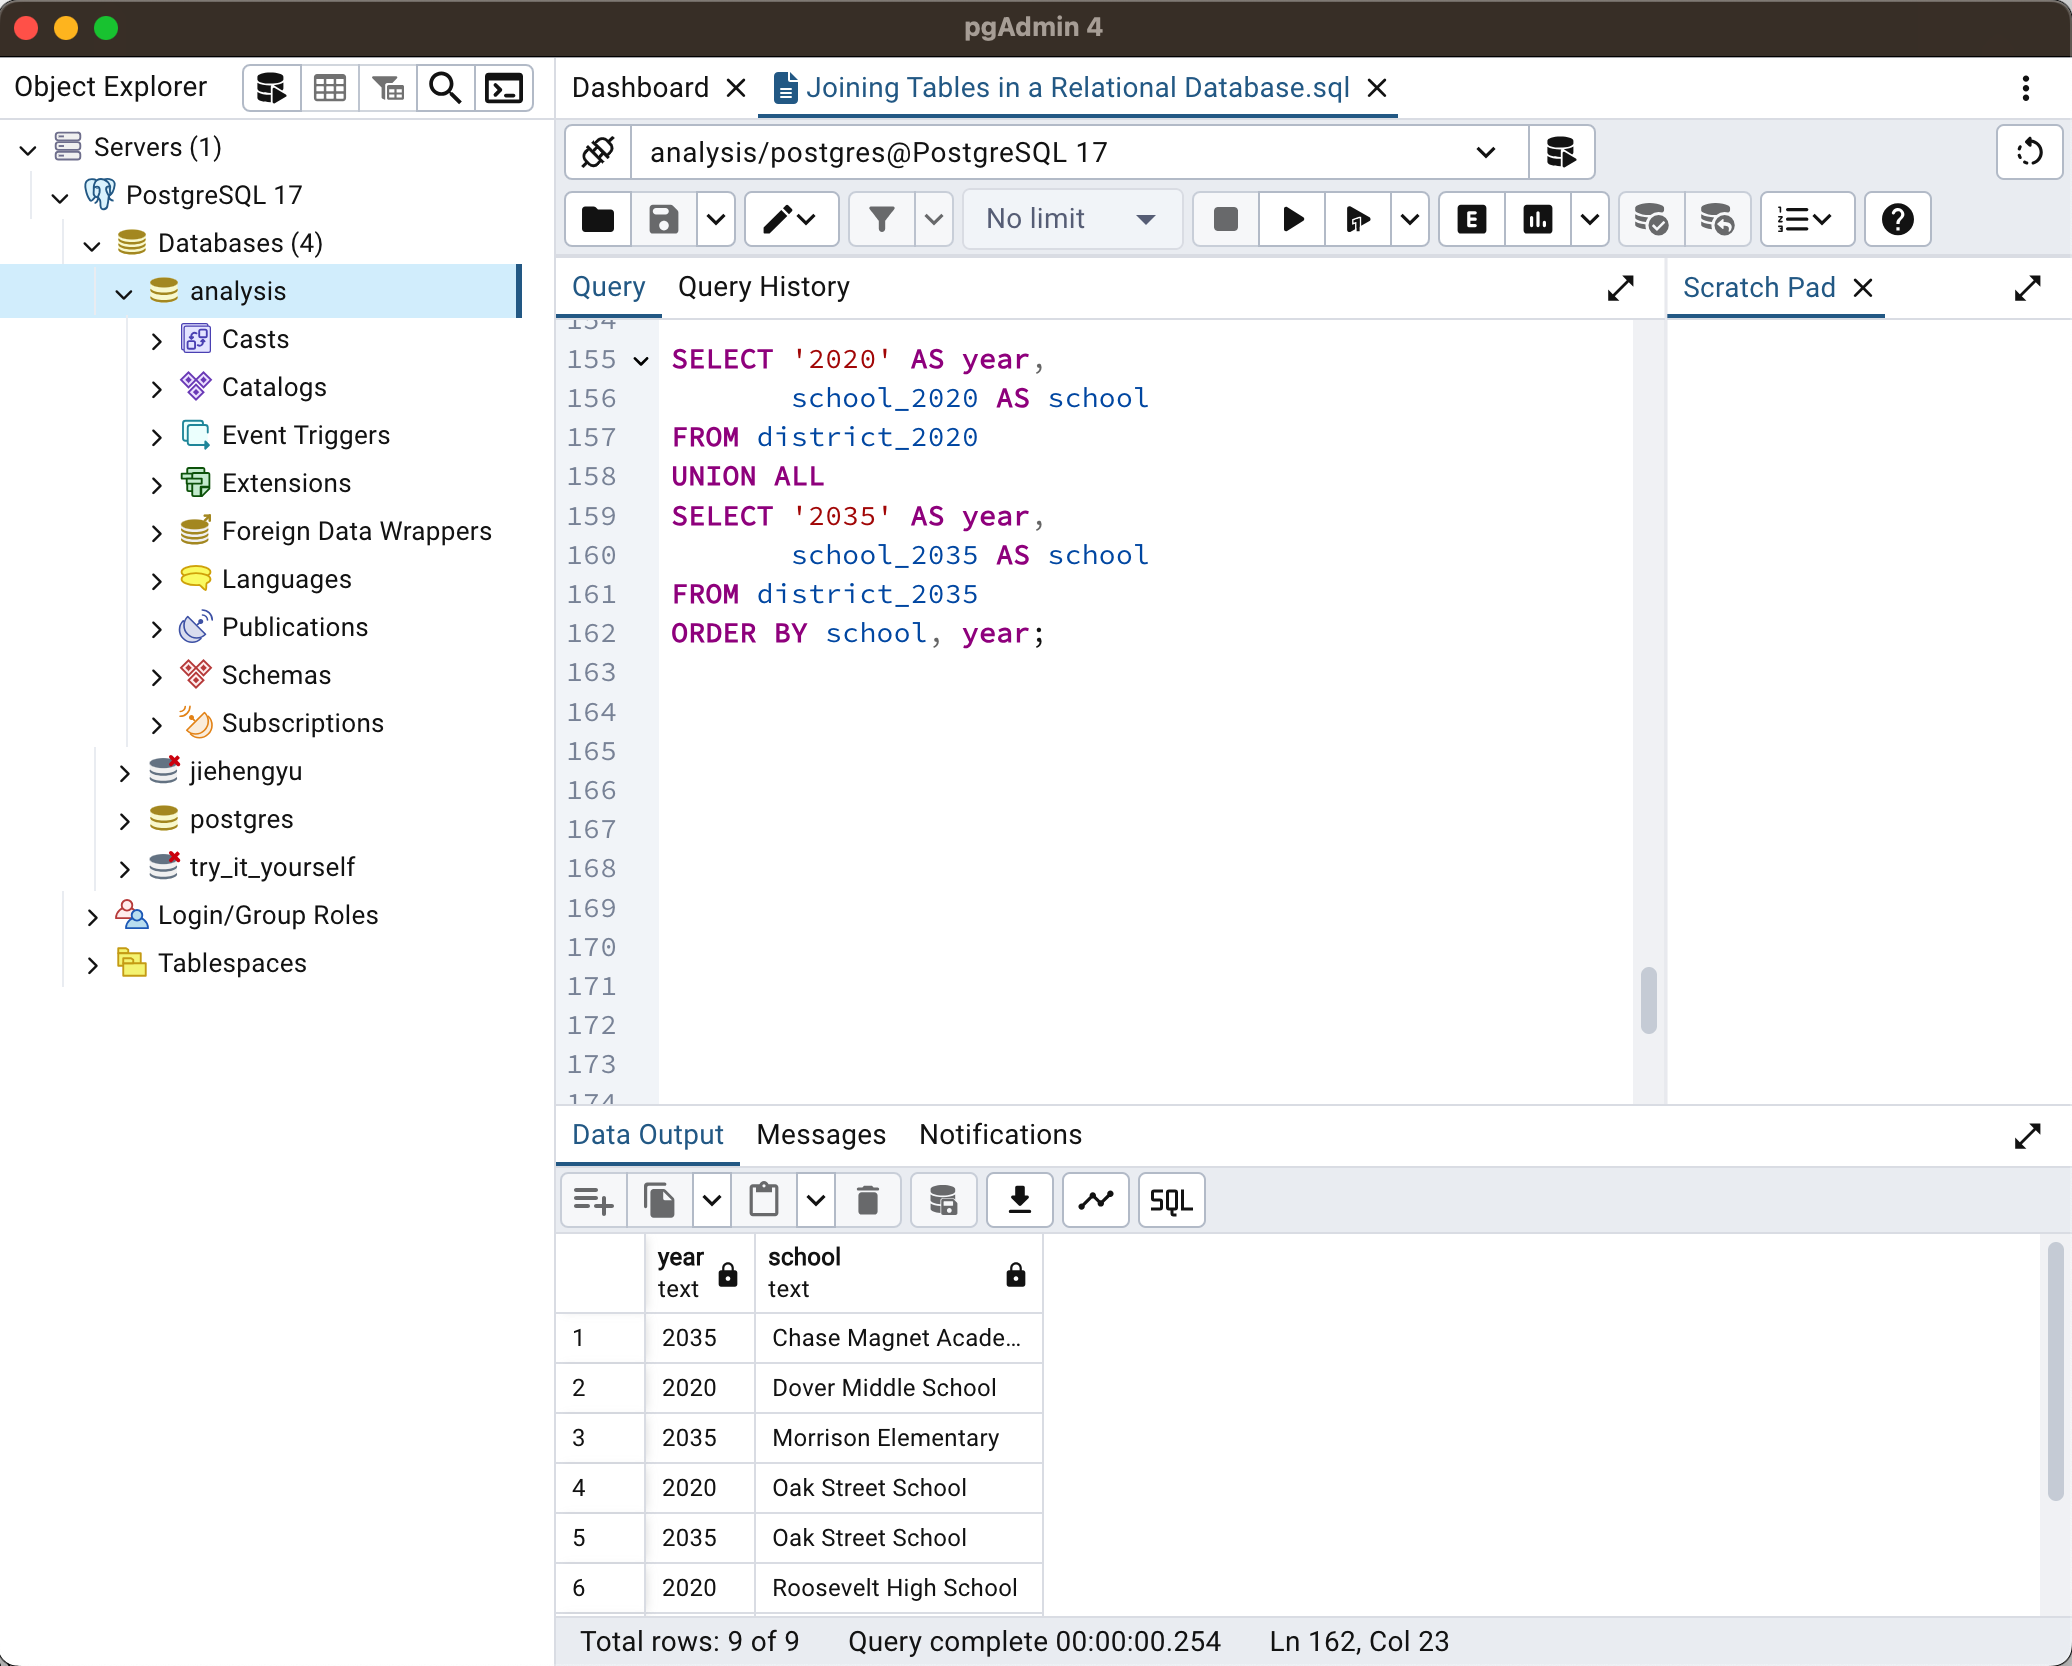 pgAdmin 4
Object Explorer
Servers (1)
PostgreSQL 17
Databases (4)
analysis
Casts
Catalogs
Event Triggers
Extensions
Foreign Data Wrappers
Languages
Publications
Schemas
Subscriptions
jiehengyu
postgres
try_it_yourself
Login/Group Roles
Tablespaces
Dashboard
Joining Tables in a Relational Database.sql
analysis/postgres@PostgreSQL 17
No limit
E
Query
Query History
Scratch Pad
154
155 SELECT '2020' AS year,
156 school_2020 AS school
157 FROM district_2020
158 UNION ALL
159 SELECT '2035' AS year,
160 school_2035 AS school
161 FROM district_2035
162 ORDER BY school, year;
163
164
165
166
167
168
169
170
171
172
173
174
Data Output
Messages
Notifications
SQL
year school
text text
1 2035 Chase Magnet Acade…
2 2020 Dover Middle School
3 2035 Morrison Elementary
4 2020 Oak Street School
5 2035 Oak Street School
6 2020 Roosevelt High School
Total rows: 9 of 9 Query complete 00:00:00.254 Ln 162, Col 23